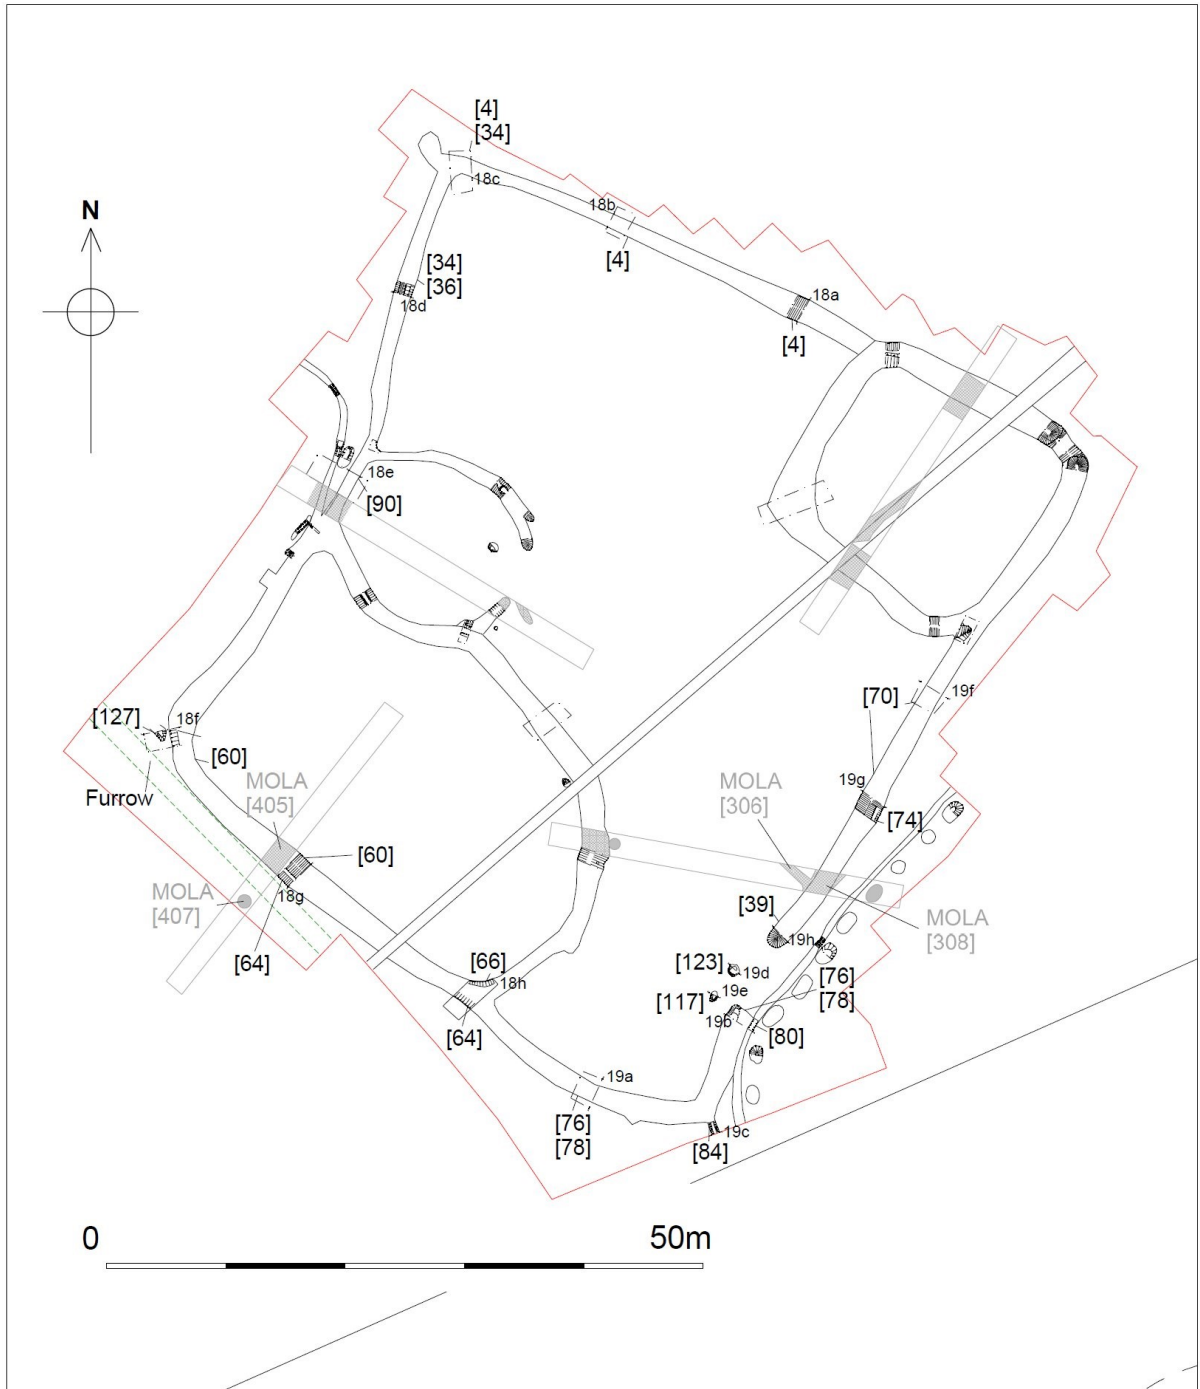 [4]
[34]
18c
N
18b
[4]
[34]
[36]
18d
18a
[4]
18e
[90]
[127]
18f
[60]
Furrow
MOLA
[405]
[60]
MOLA
[407]
18g
[64]
[70]
19f
MOLA
[306]
19g
[74]
[39]
19h
MOLA
[308]
[66]
18h
[64]
[123]
19d
[117]
19e
[76]
[78]
19b
[80]
19a
[76]
[78]
19c
[84]
0
50m